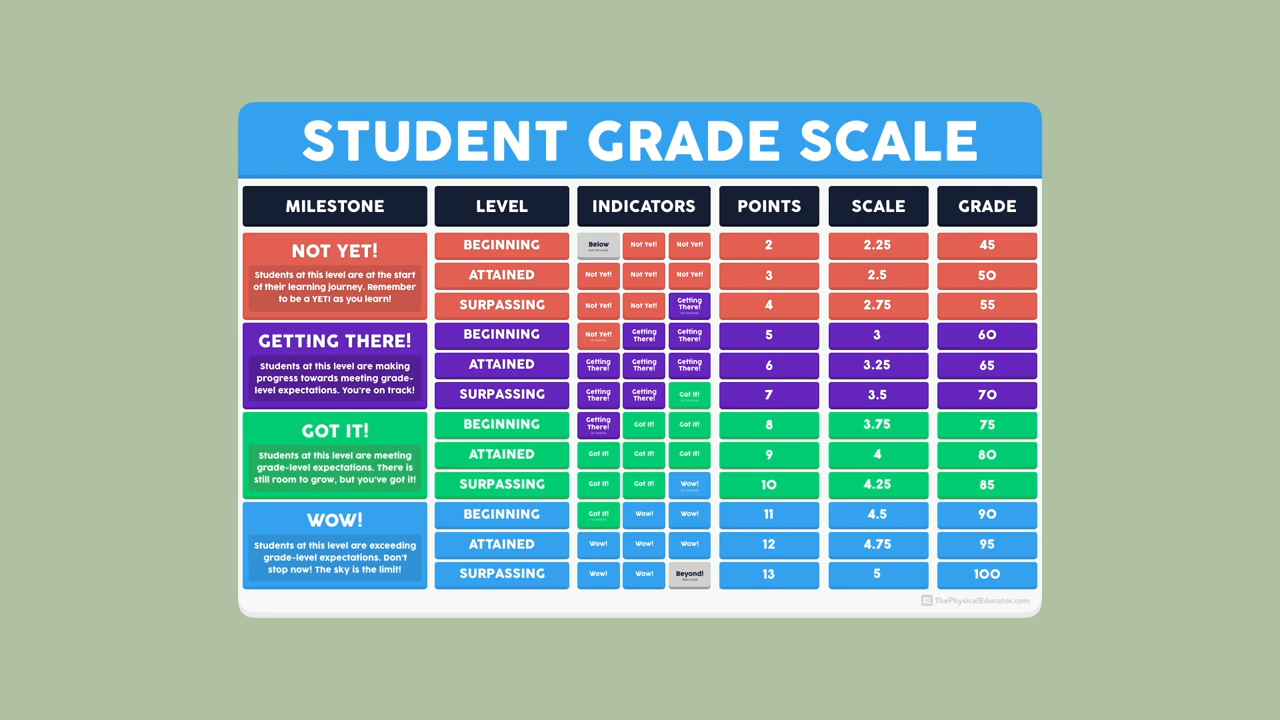 STUDENT GRADE SCALE
MILESTONE LEVEL INDICATORS POINTS SCALE GRADE
NOT YET!
Students at this level are at the start
of their learning journey. Remember
to be a YETI as you learn!
BEGINNING Below Not Yet! Not Yet! 2 2.25 45
ATTAINED Not Yet! Not Yet! Not Yet! 3 2.5 50
SURPASSING Not Yet! Not Yet! Getting There! 4 2.75 55
GETTING THERE!
Students at this level are making
progress towards meeting grade-
level expectations. You're on track!
BEGINNING Not Yet! Getting There! Getting There! 5 3 60
ATTAINED Getting There! Getting There! Getting There! 6 3.25 65
SURPASSING Getting There! Getting There! Got It! 7 3.5 70
GOT IT!
Students at this level are meeting
grade-level expectations. There is
still room to grow, but you've got it!
BEGINNING Getting There! Got It! Got It! 8 3.75 75
ATTAINED Got It! Got It! Got It! 9 4 80
SURPASSING Got It! Got It! Wow! 10 4.25 85
WOW!
Students at this level are exceeding
grade-level expectations. Don't
stop now! The sky is the limit!
BEGINNING Got It! Wow! Wow! 11 4.5 90
ATTAINED Wow! Wow! Wow! 12 4.75 95
SURPASSING Wow! Wow! Beyond! 13 5 100
ThePhysicalEducator.com